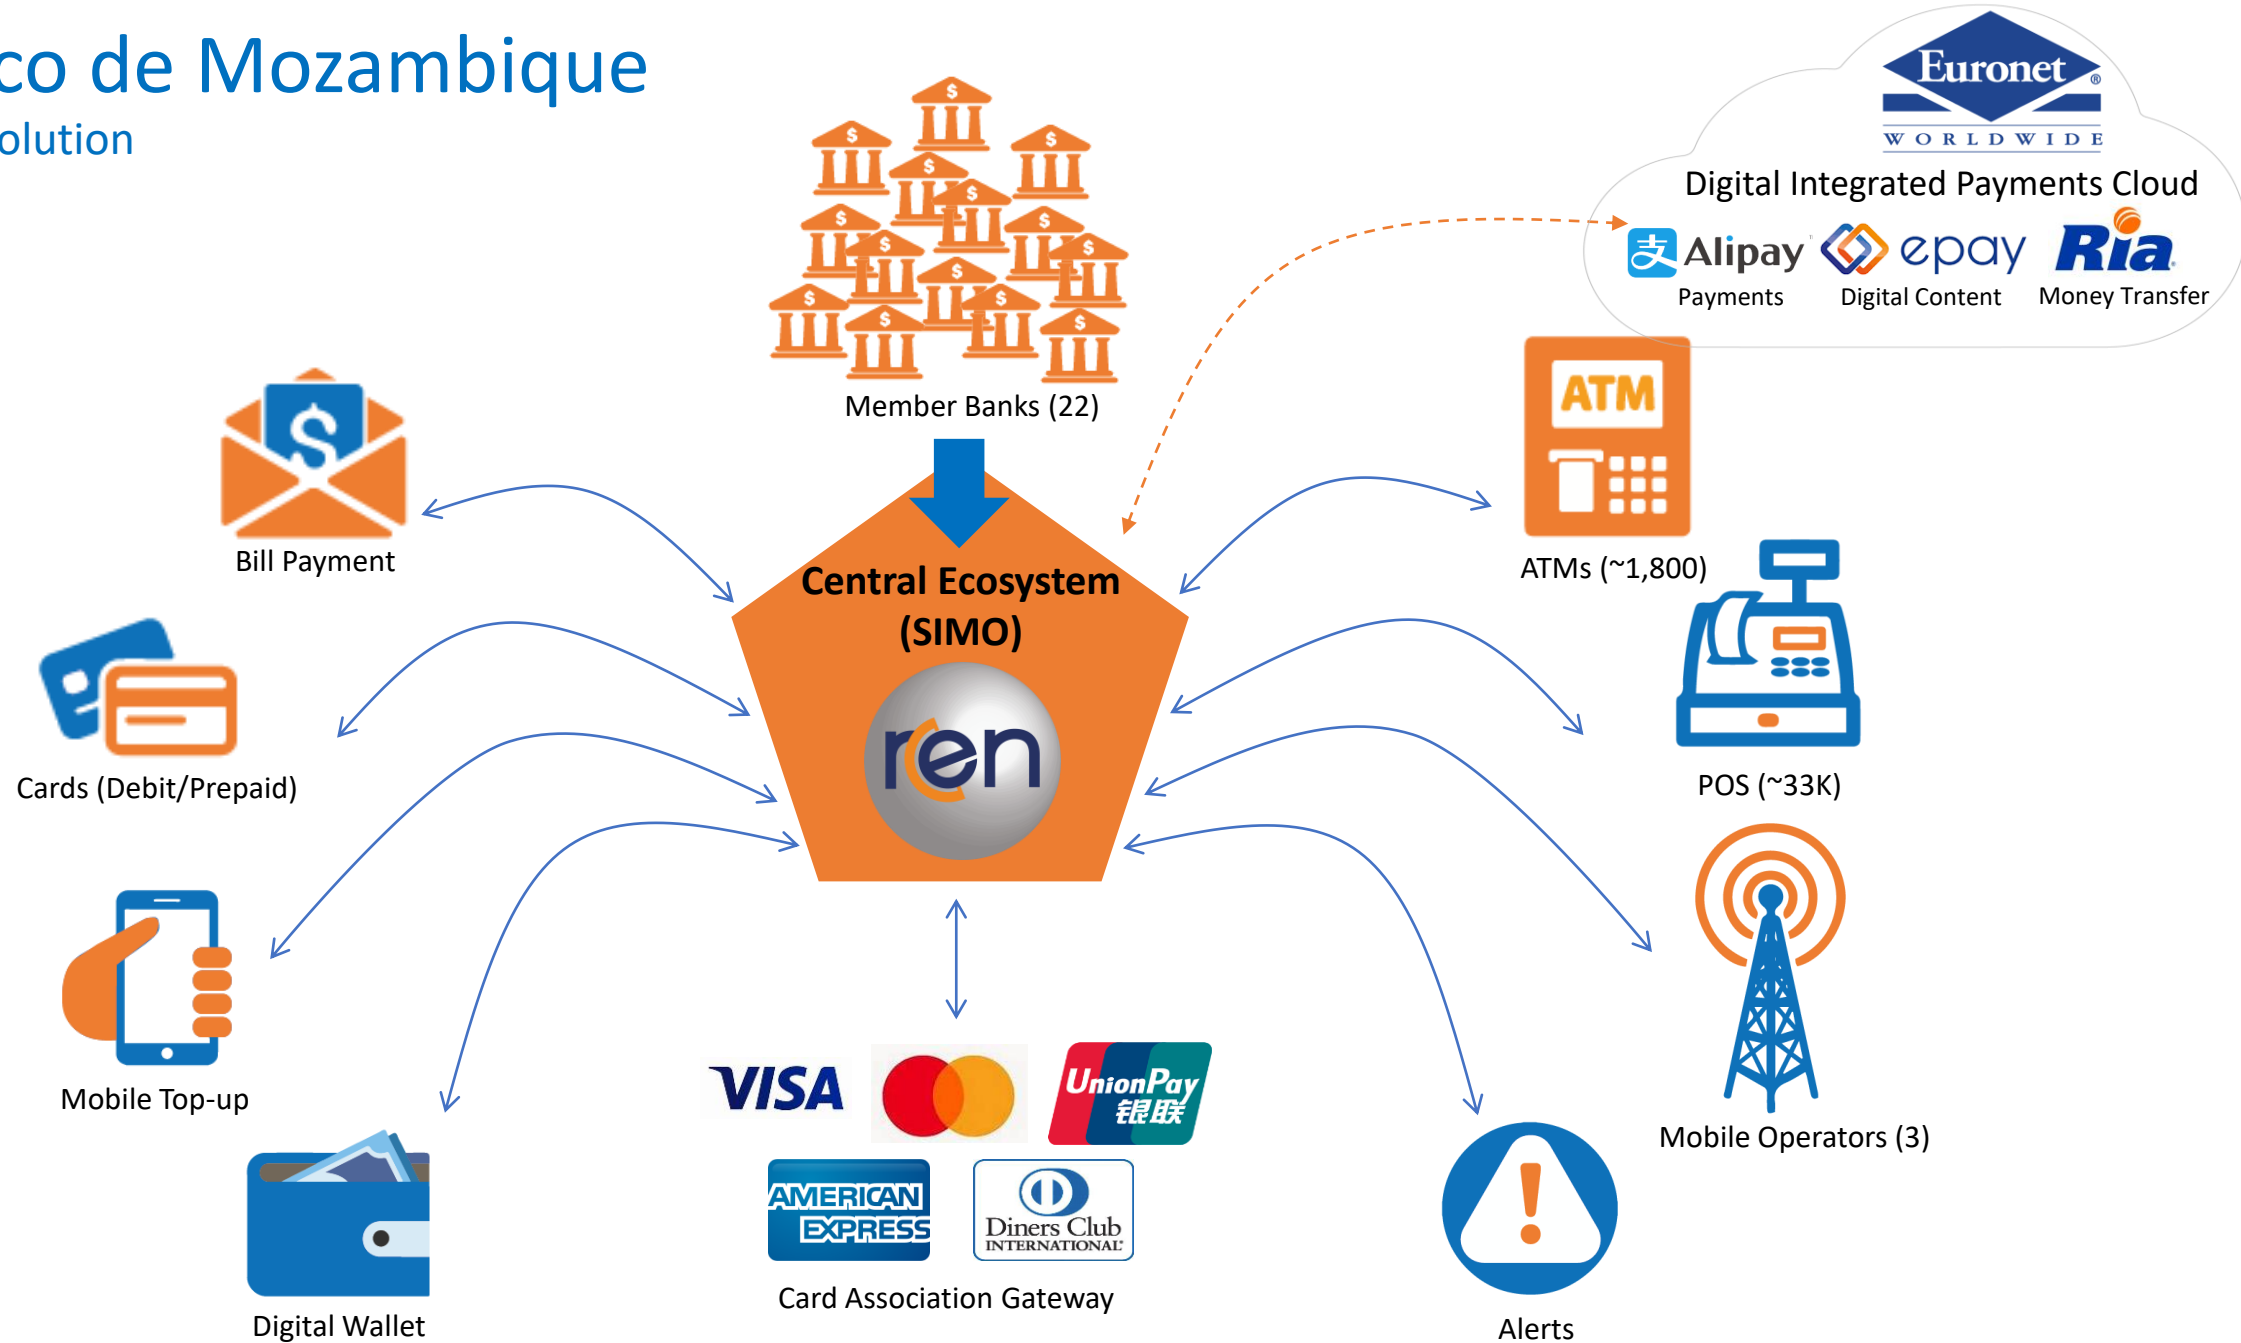 co de Mozambique
olution
Euronet
WORLDWIDE
Digital Integrated Payments Cloud
支 Alipay epay Ria
Payments Digital Content Money Transfer
Member Banks (22)
Bill Payment
ATM
ATMs (~1,800)
Central Ecosystem
(SIMO)
ren
Cards (Debit/Prepaid)
POS (~33K)
Mobile Top-up
Mobile Operators (3)
VISA
UnionPay
银联
AMERICAN
EXPRESS
Diners Club
INTERNATIONAL
Card Association Gateway
Digital Wallet
Alerts